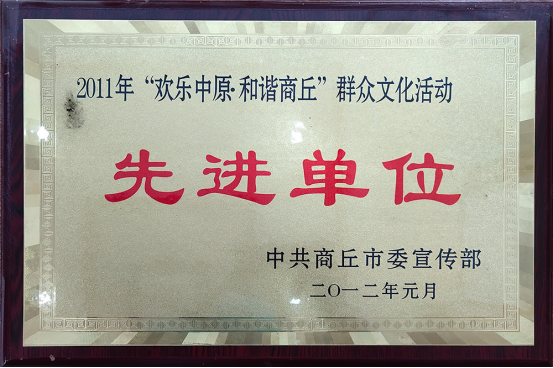 2011年“欢乐中原·和谐商丘”群众文化活动
先进单位
中共商丘市委宣传部
二〇一二年元月